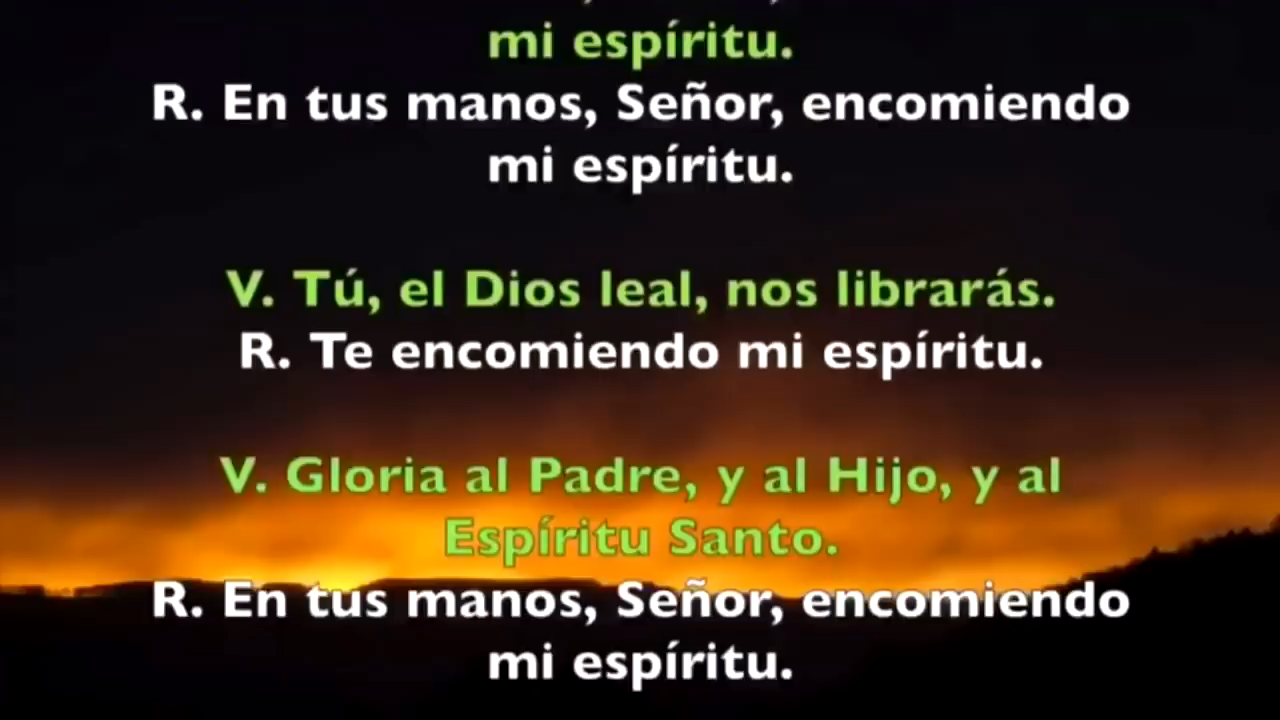 mi espíritu.
R. En tus manos, Señor, encomiendo
mi espíritu.
V. Tú, el Dios leal, nos librarás.
R. Te encomiendo mi espíritu.
V. Gloria al Padre, y al Hijo, y al
Espíritu Santo.
R. En tus manos, Señor, encomiendo
mi espíritu.